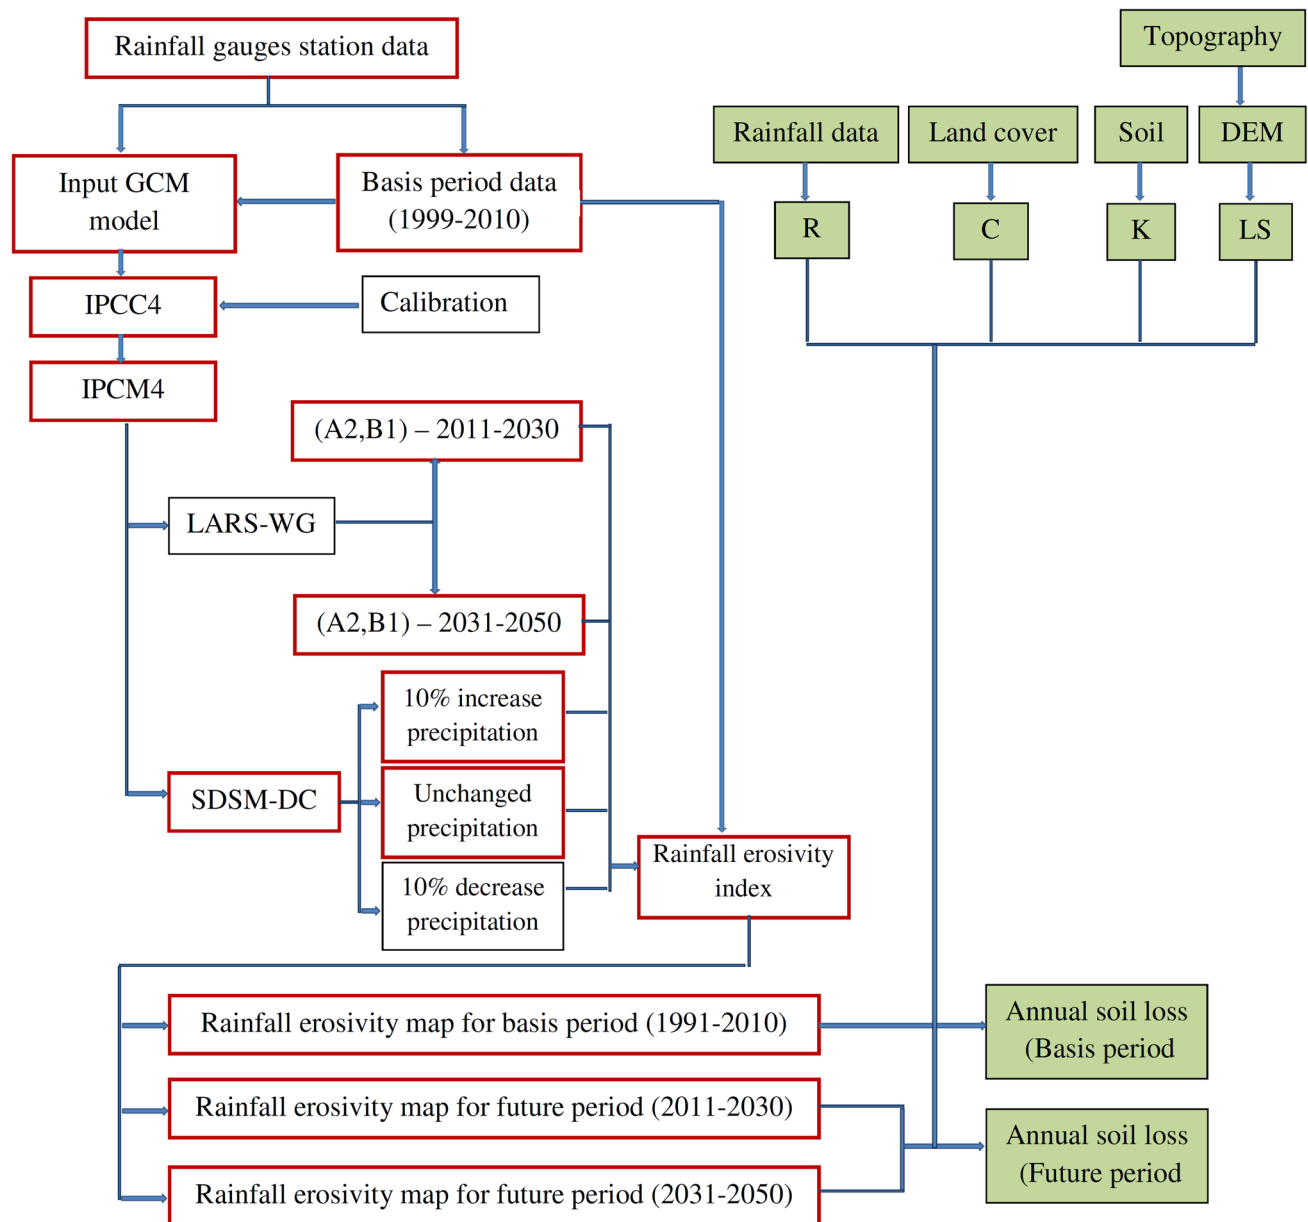 Rainfall gauges station data
Topography
Rainfall data
Land cover
Soil
DEM
Input GCM
model
Basis period data
(1999-2010)
R
C
K
LS
IPCC4
Calibration
IPCM4
(A2,B1) – 2011-2030
LARS-WG
(A2,B1) – 2031-2050
10% increase
precipitation
SDSM-DC
Unchanged
precipitation
10% decrease
precipitation
Rainfall erosivity
index
Rainfall erosivity map for basis period (1991-2010)
Annual soil loss
(Basis period
Rainfall erosivity map for future period (2011-2030)
Annual soil loss
(Future period
Rainfall erosivity map for future period (2031-2050)